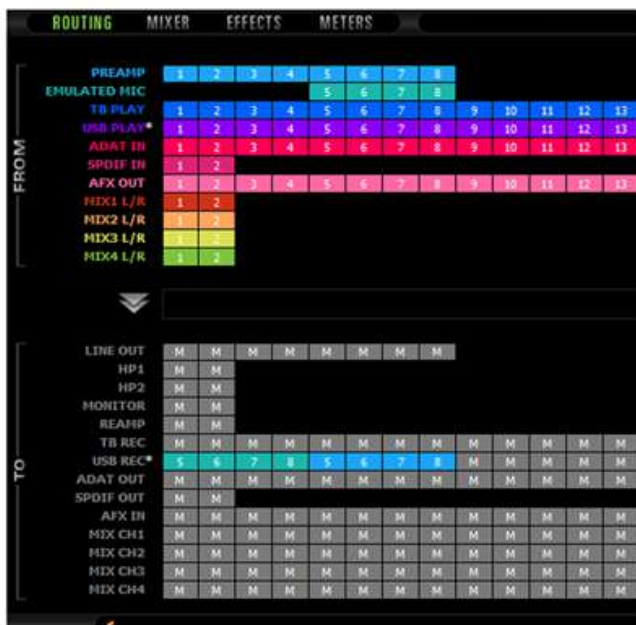 ROUTING MIXER EFFECTS METERS
FROM
PREAMP 1 2 3 4 5 6 7 8
EMULATED MIC 5 6 7 8
TB PLAY 1 2 3 4 5 6 7 8 9 10 11 12 13
USB PLAY* 1 2 3 4 5 6 7 8 9 10 11 12 13
ADAT IN 1 2 3 4 5 6 7 8 9 10 11 12 13
SPDIF IN 1 2
AFX OUT 1 2 3 4 5 6 7 8 9 10 11 12 13
MIX1 L/R 1 2
MIX2 L/R 1 2
MIX3 L/R 1 2
MIX4 L/R 1 2
TO
LINE OUT M M M M M M M M
HP1 M M
HP2 M M
MONITOR M M
REAMP M M
TB REC M M M M M M M M M M M M M
USB REC* 5 6 7 8 5 6 7 8 M M M M M
ADAT OUT M M M M M M M M M M M M M
SPDIF OUT M M
AFX IN M M M M M M M M M M M M M
MIX CH1 M M M M M M M M M M M M M
MIX CH2 M M M M M M M M M M M M M
MIX CH3 M M M M M M M M M M M M M
MIX CH4 M M M M M M M M M M M M M